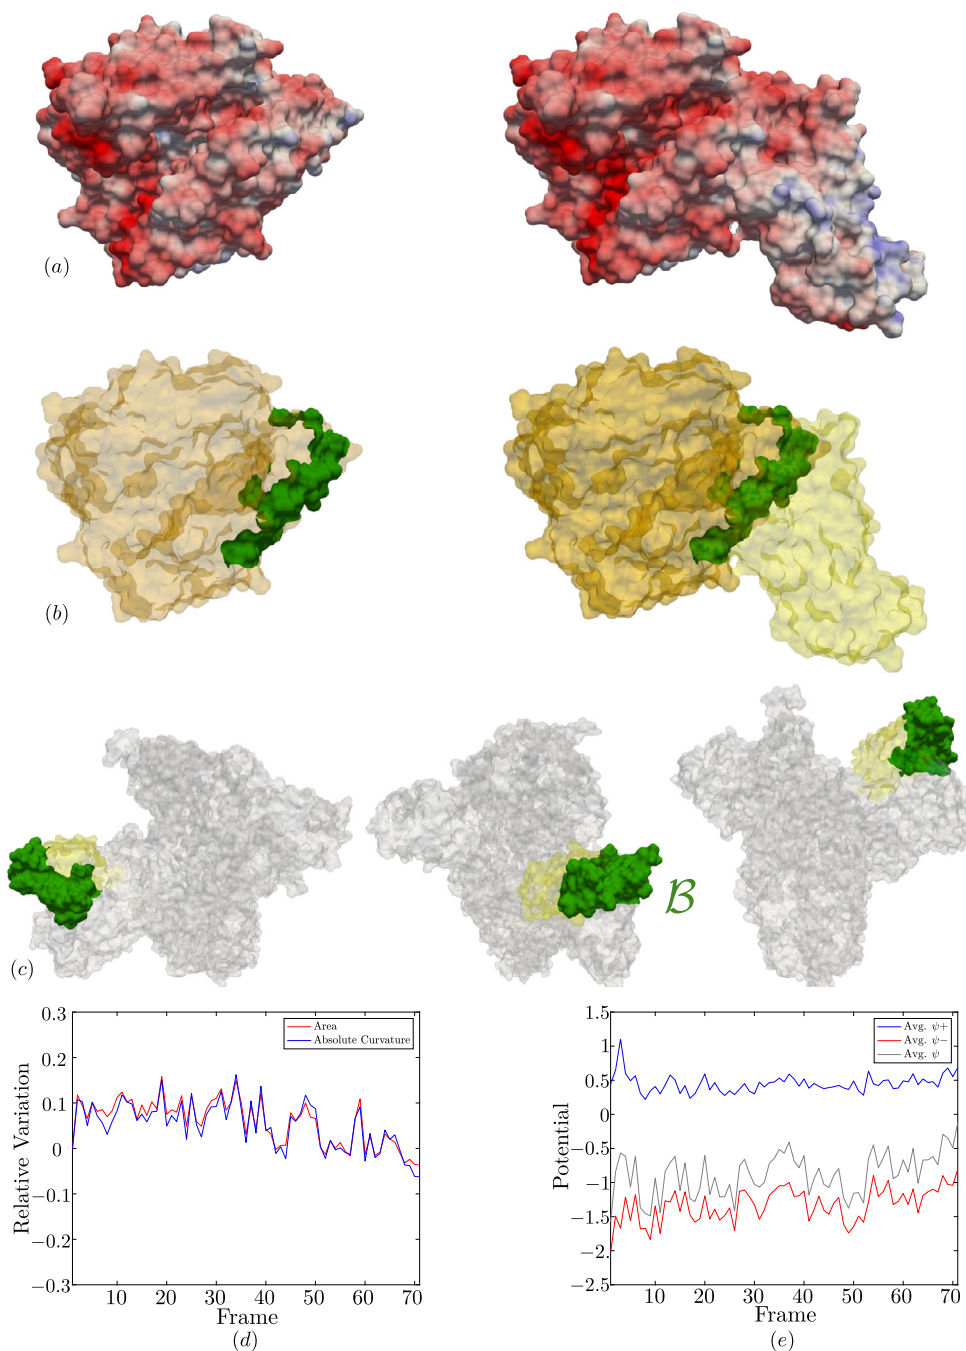 (a)
(b)
ℬ
(c)
0.3
0.2
0.1
0
−0.1
−0.2
−0.3
Relative Variation
Area
Absolute Curvature
10 20 30 40 50 60 70
Frame
(d)
1.5
1
0.5
0
−0.5
−1.
−1.5
−2.
−2.5
Potential
Avg. ψ+
Avg. ψ−
Avg. ψ
10 20 30 40 50 60 70
Frame
(e)